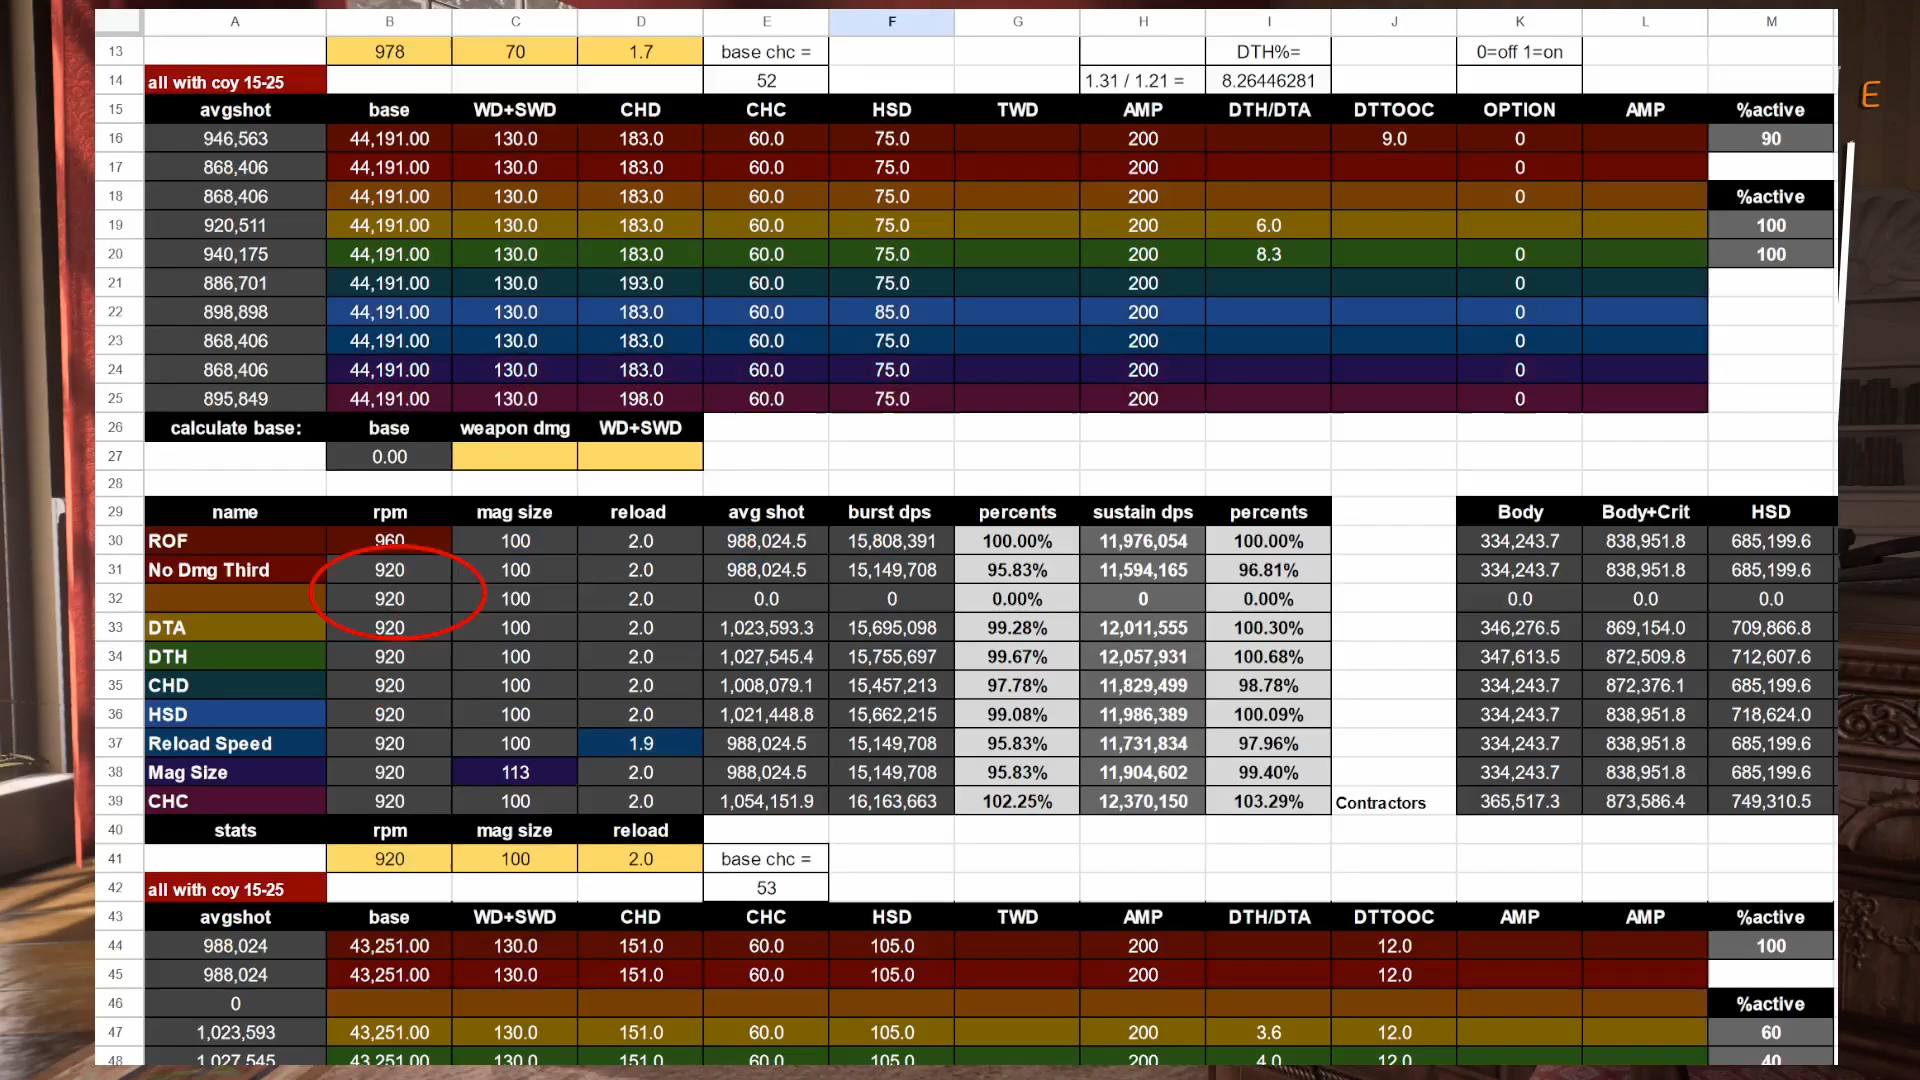 A B C D E F G H I J K L M
13 978 70 1.7 base chc = DTH%= 0=off 1=on
14 all with coy 15-25 52 1.31 / 1.21 = 8.26446281
15 avgshot base WD+SWD CHD CHC HSD TWD AMP DTH/DTA DTTOOC OPTION AMP %active
16 946,563 44,191.00 130.0 183.0 60.0 75.0 200 9.0 0 90
17 868,406 44,191.00 130.0 183.0 60.0 75.0 200 0
18 868,406 44,191.00 130.0 183.0 60.0 75.0 200 0 %active
19 920,511 44,191.00 130.0 183.0 60.0 75.0 200 6.0 100
20 940,175 44,191.00 130.0 183.0 60.0 75.0 200 8.3 0 100
21 886,701 44,191.00 130.0 193.0 60.0 75.0 200 0
22 898,898 44,191.00 130.0 183.0 60.0 85.0 200 0
23 868,406 44,191.00 130.0 183.0 60.0 75.0 200 0
24 868,406 44,191.00 130.0 183.0 60.0 75.0 200 0
25 895,849 44,191.00 130.0 198.0 60.0 75.0 200 0
26 calculate base: base weapon dmg WD+SWD
27 0.00
28
29 name rpm mag size reload avg shot burst dps percents sustain dps percents Body Body+Crit HSD
30 ROF 960 100 2.0 988,024.5 15,808,391 100.00% 11,976,054 100.00% 334,243.7 838,951.8 685,199.6
31 No Dmg Third 920 100 2.0 988,024.5 15,149,708 95.83% 11,594,165 96.81% 334,243.7 838,951.8 685,199.6
32 920 100 2.0 0.0 0 0.00% 0 0.00% 0.0 0.0 0.0
33 DTA 920 100 2.0 1,023,593.3 15,695,098 99.28% 12,011,555 100.30% 346,276.5 869,154.0 709,866.8
34 DTH 920 100 2.0 1,027,545.4 15,755,697 99.67% 12,057,931 100.68% 347,613.5 872,509.8 712,607.6
35 CHD 920 100 2.0 1,008,079.1 15,457,213 97.78% 11,829,499 98.78% 334,243.7 872,376.1 685,199.6
36 HSD 920 100 2.0 1,021,448.8 15,662,215 99.08% 11,986,389 100.09% 334,243.7 838,951.8 718,624.0
37 Reload Speed 920 100 1.9 988,024.5 15,149,708 95.83% 11,731,834 97.96% 334,243.7 838,951.8 685,199.6
38 Mag Size 920 113 2.0 988,024.5 15,149,708 95.83% 11,904,602 99.40% 334,243.7 838,951.8 685,199.6
39 CHC 920 100 2.0 1,054,151.9 16,163,663 102.25% 12,370,150 103.29% Contractors 365,517.3 873,586.4 749,310.5
40 stats rpm mag size reload
41 920 100 2.0 base chc =
42 all with coy 15-25 53
43 avgshot base WD+SWD CHD CHC HSD TWD AMP DTH/DTA DTTOOC AMP AMP %active
44 988,024 43,251.00 130.0 151.0 60.0 105.0 200 12.0 100
45 988,024 43,251.00 130.0 151.0 60.0 105.0 200 12.0
46 0 %active
47 1,023,593 43,251.00 130.0 151.0 60.0 105.0 200 3.6 12.0 60
48 1,027,545 43,251.00 130.0 151.0 60.0 105.0 200 4.0 12.0 40
E